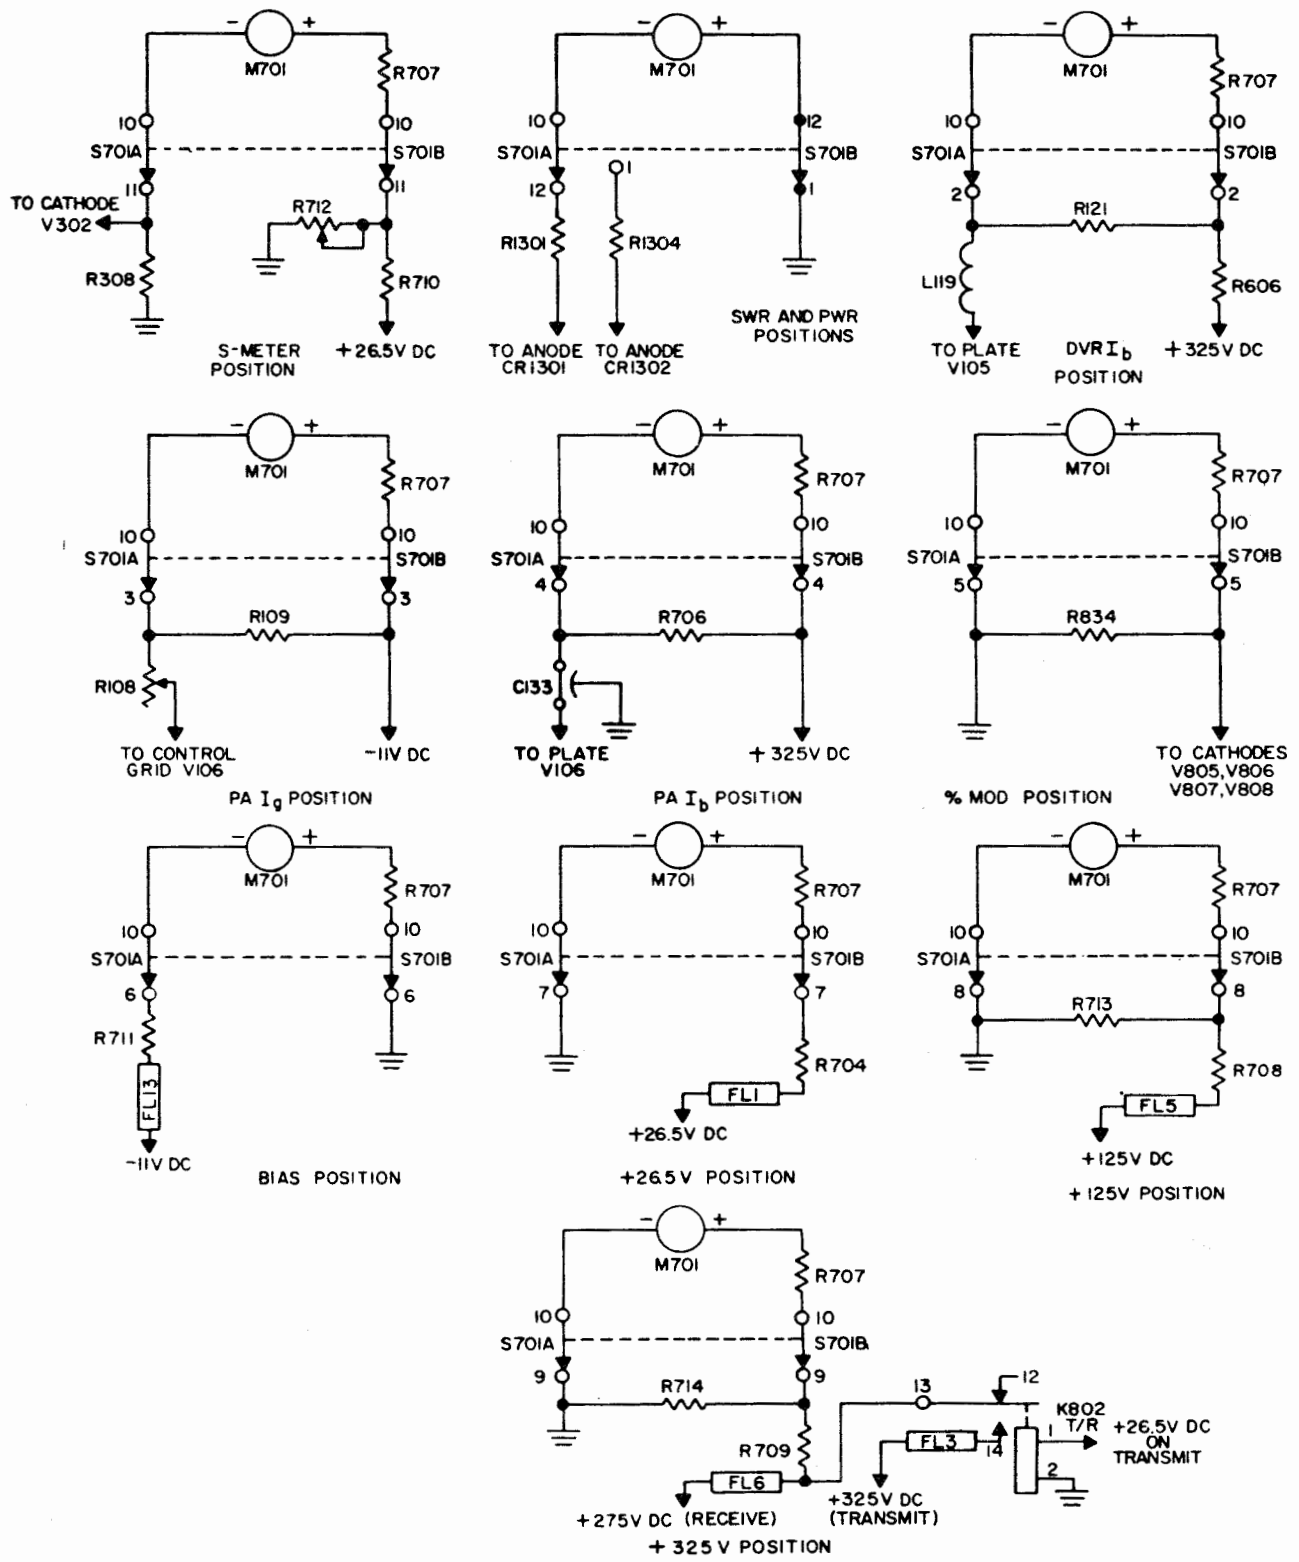 - +
M701
R707
10
10
S701A
S701B
11
11
TO CATHODE
V302
R712
R308
R710
S-METER
POSITION
+26.5V DC
M701
10
12
S701A
S701B
12
1
1
R1301
R1304
SWR AND PWR
POSITIONS
TO ANODE
CR1301
TO ANODE
CR1302
- +
M701
R707
10
10
S701A
S701B
2
2
R121
L119
R606
TO PLATE
V105
DVR Ib
POSITION
+325V DC
- +
M701
R707
10
10
S701A
S701B
3
3
R109
R108
TO CONTROL
GRID V106
-11V DC
PA Ig POSITION
- +
M701
R707
10
10
S701A
S701B
4
4
R706
C133
TO PLATE
V106
+325V DC
PA Ib POSITION
- +
M701
R707
10
10
S701A
S701B
5
5
R834
TO CATHODES
V805, V806
V807, V808
% MOD POSITION
- +
M701
R707
10
10
S701A
S701B
6
6
R711
FL13
-11V DC
BIAS POSITION
- +
M701
R707
10
10
S701A
S701B
7
7
R704
FL1
+26.5V DC
+26.5V POSITION
- +
M701
R707
10
10
S701A
S701B
8
8
R713
R708
FL5
+125V DC
+125V POSITION
- +
M701
R707
10
10
S701A
S701B
9
9
R714
13
12
K802
T/R
R709
FL3
14
1
+26.5V DC
ON
TRANSMIT
FL6
2
+275V DC (RECEIVE)
+325V DC
(TRANSMIT)
+ 325V POSITION